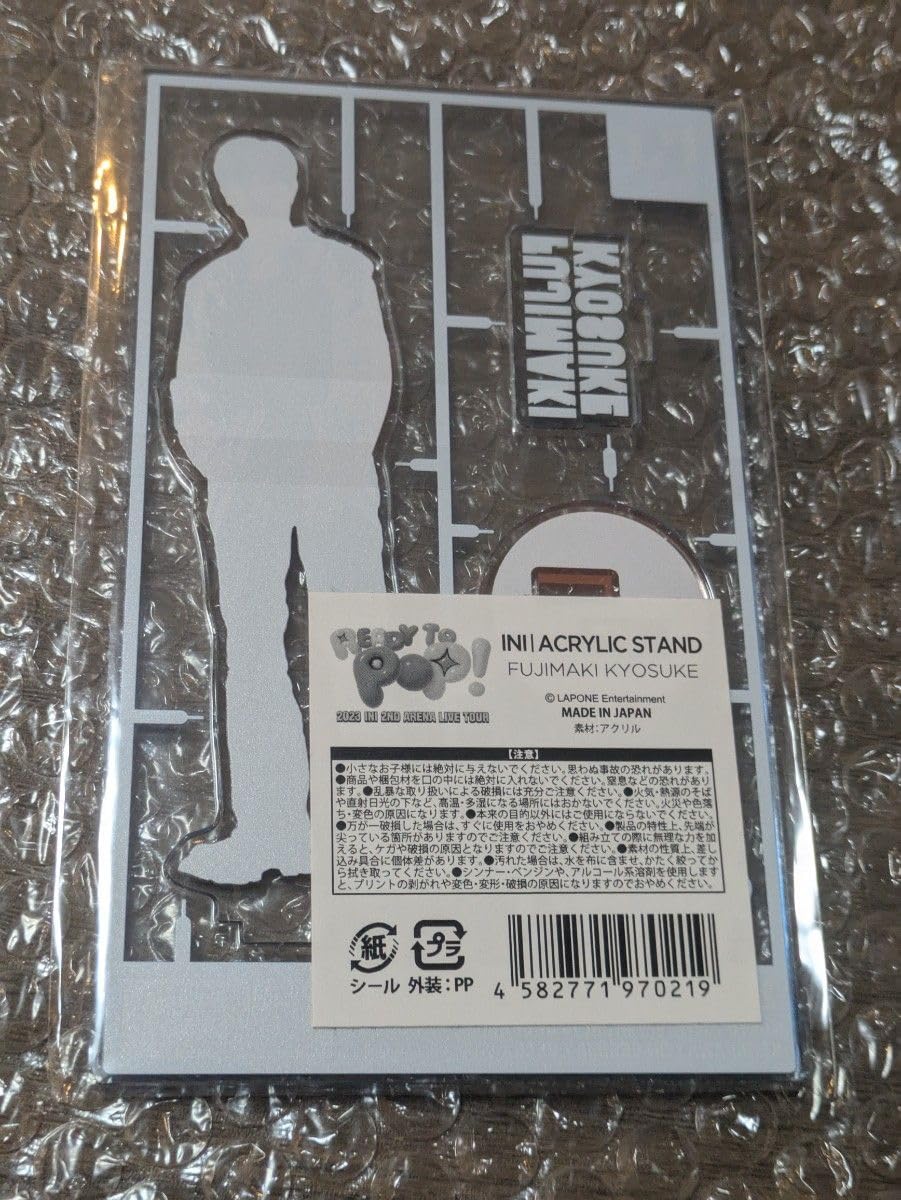 KYOSUKE
FUJIMAKI
READY TO
POP!
2023 INI 2ND ARENA LIVE TOUR
INI | ACRYLIC STAND
FUJIMAKI KYOSUKE
© LAPONE Entertainment
MADE IN JAPAN
素材:アクリル
【注意】
●小さなお子様には絶対に与えないでください。思わぬ事故の恐れがあります。
●商品や梱包材を口の中には絶対に入れないでください。窒息などの恐れがあり
ます。●乱暴な取り扱いによる破損には充分ご注意ください。●火気・熱源のそば
や直射日光の下など、高温・多湿になる場所にはおかないでください。火災や色落
ち・変色の原因になります。●本来の目的以外にはご使用にならないでください。
●万が一破損した場合は、すぐに使用をおやめください。●製品の特性上、先端が
尖っている箇所がありますのでご注意ください。●組み立ての際に無理な力を加
えると、ケガや破損の原因となりますのでご注意ください。●素材の性質上、差し
込み具合に個体差があります。●汚れた場合は、水を布に含ませ、かたく絞ってか
ら拭き取ってください。●シンナー・ベンジンや、アルコール系溶剤を使用します
と、プリントの剥がれや変色・変形・破損の原因になりますのでおやめください。
紙
プラ
シール 外装:PP
4 582771 970219